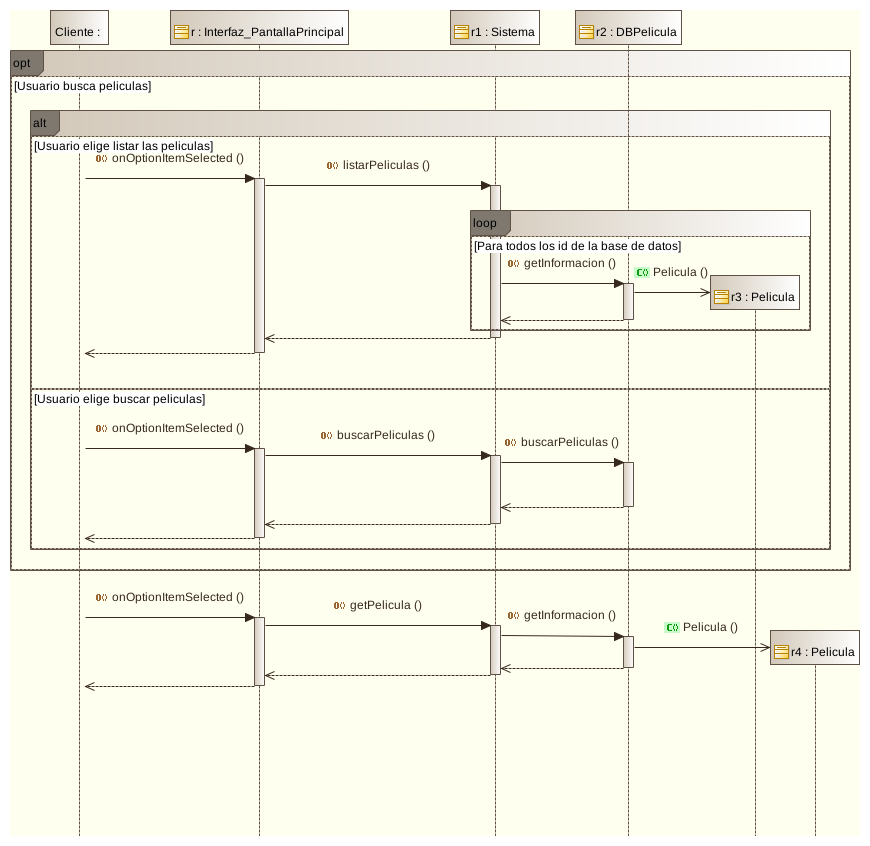 Cliente :
r : Interfaz_PantallaPrincipal
r1 : Sistema
r2 : DBPelicula
opt
[Usuario busca peliculas]
alt
[Usuario elige listar las peliculas]
onOptionItemSelected ()
listarPeliculas ()
loop
[Para todos los id de la base de datos]
getInformacion ()
Pelicula ()
r3 : Pelicula
[Usuario elige buscar peliculas]
onOptionItemSelected ()
buscarPeliculas ()
buscarPeliculas ()
onOptionItemSelected ()
getPelicula ()
getInformacion ()
Pelicula ()
r4 : Pelicula